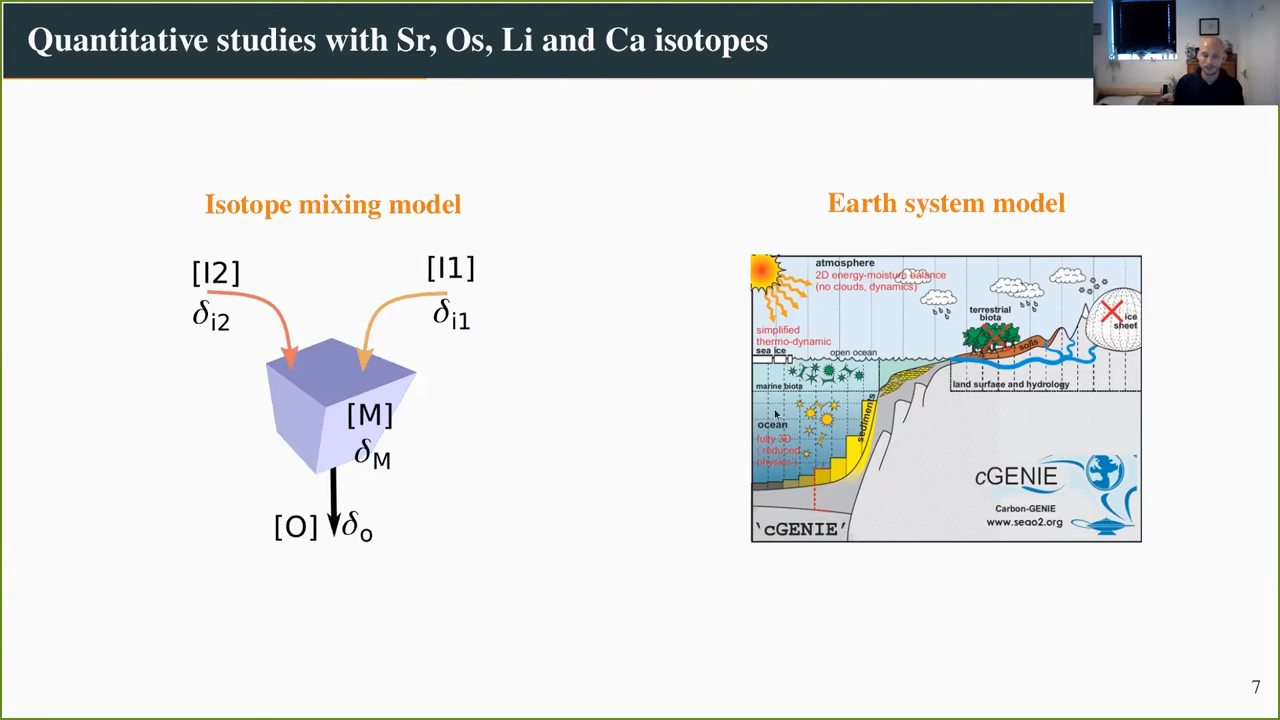 Quantitative studies with Sr, Os, Li and Ca isotopes
Isotope mixing model
[I2]
δi2
[I1]
δi1
[M]
δM
[O] δo
Earth system model
atmosphere
2D energy-moisture balance
(no clouds, dynamics)
simplified
thermo-dynamic
sea ice
open ocean
terrestrial
biota
ice
sheet
soils
marine biota
land surface and hydrology
sediments
ocean
fully 3D
('reduced
physics')
cGENIE
Carbon-GENIE
www.seao2.org
'cGENIE'
7